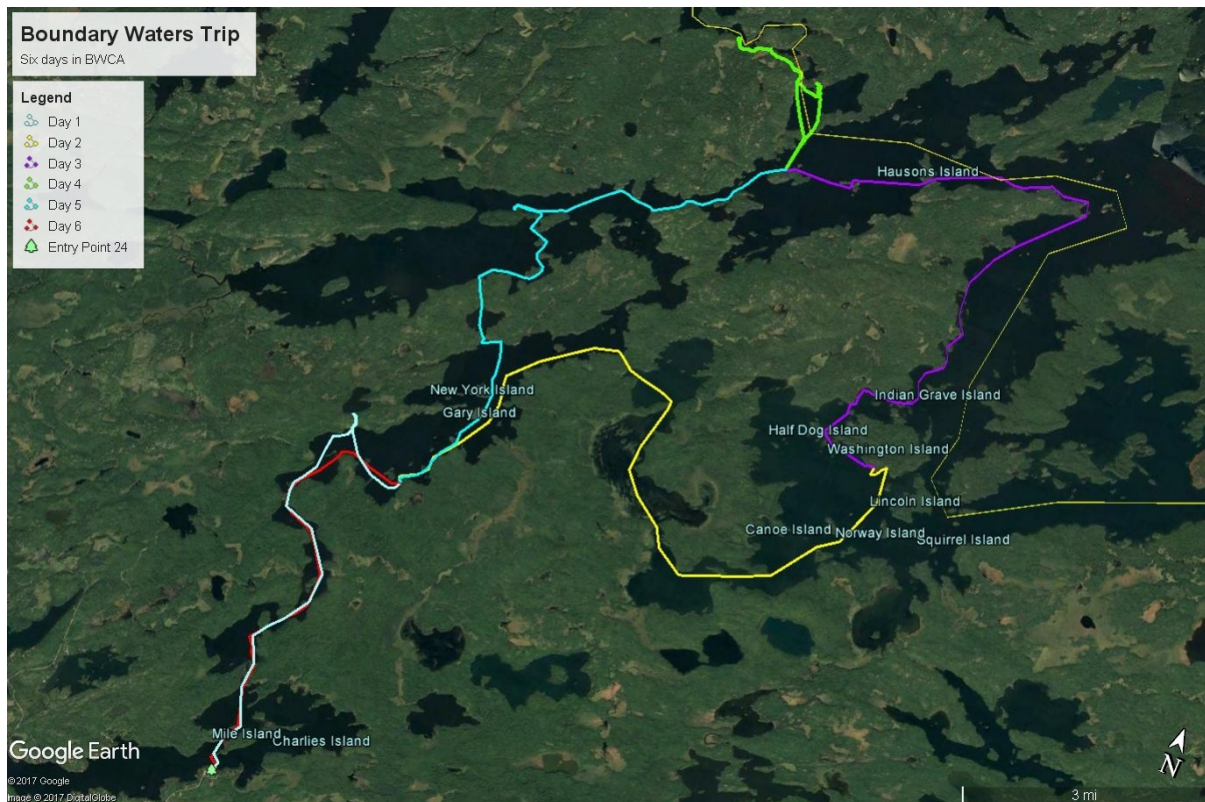 Boundary Waters Trip
Six days in BWCA
Legend
Day 1
Day 2
Day 3
Day 4
Day 5
Day 6
Entry Point 24
Hausons Island
New York Island
Gary Island
Indian Grave Island
Half Dog Island
Washington Island
Lincoln Island
Canoe Island
Norway Island
Squirrel Island
Mile Island
Charlies Island
Google Earth
© 2017 Google
Image © 2017 DigitalGlobe
N
3 mi